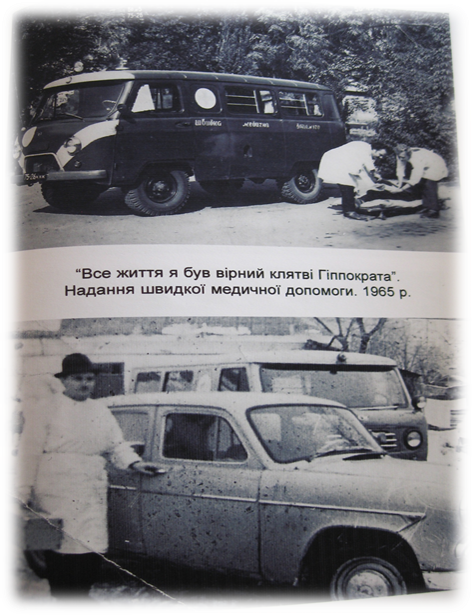 "Все життя я був вірний клятві Гіппократа".
Надання швидкої медичної допомоги. 1965 р.